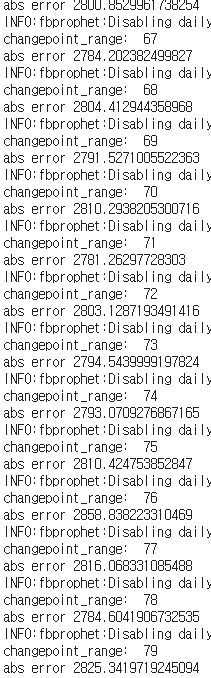 abs error 2800.8529961738254
INFO:fbprophet:Disabling daily
changepoint_range:  67
abs error 2784.202382499827
INFO:fbprophet:Disabling daily
changepoint_range:  68
abs error 2804.412944358968
INFO:fbprophet:Disabling daily
changepoint_range:  69
abs error 2791.5271005522363
INFO:fbprophet:Disabling daily
changepoint_range:  70
abs error 2810.2938205300716
INFO:fbprophet:Disabling daily
changepoint_range:  71
abs error 2781.26297728303
INFO:fbprophet:Disabling daily
changepoint_range:  72
abs error 2803.1287193491416
INFO:fbprophet:Disabling daily
changepoint_range:  73
abs error 2794.5439999197824
INFO:fbprophet:Disabling daily
changepoint_range:  74
abs error 2793.0709276867165
INFO:fbprophet:Disabling daily
changepoint_range:  75
abs error 2810.424753852847
INFO:fbprophet:Disabling daily
changepoint_range:  76
abs error 2858.838223310469
INFO:fbprophet:Disabling daily
changepoint_range:  77
abs error 2816.068331085488
INFO:fbprophet:Disabling daily
changepoint_range:  78
abs error 2784.6041906732535
INFO:fbprophet:Disabling daily
changepoint_range:  79
abs error 2825.3419719245094